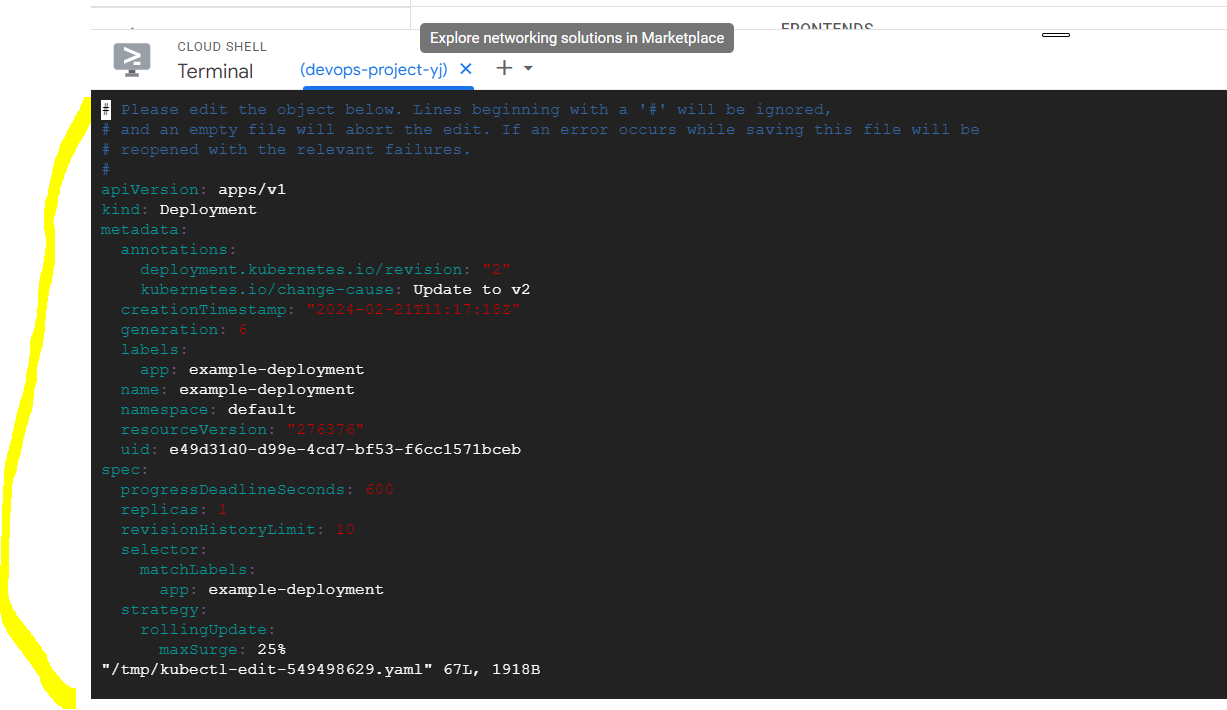 FRONTENDS
Explore networking solutions in Marketplace
CLOUD SHELL
Terminal
(devops-project-yj)
# Please edit the object below. Lines beginning with a '#' will be ignored,
# and an empty file will abort the edit. If an error occurs while saving this file will be
# reopened with the relevant failures.
#
apiVersion: apps/v1
kind: Deployment
metadata:
  annotations:
    deployment.kubernetes.io/revision: "2"
    kubernetes.io/change-cause: Update to v2
  creationTimestamp: "2024-02-21T11:17:18Z"
  generation: 6
  labels:
    app: example-deployment
  name: example-deployment
  namespace: default
  resourceVersion: "276376"
  uid: e49d31d0-d99e-4cd7-bf53-f6cc1571bceb
spec:
  progressDeadlineSeconds: 600
  replicas: 1
  revisionHistoryLimit: 10
  selector:
    matchLabels:
      app: example-deployment
  strategy:
    rollingUpdate:
      maxSurge: 25%
"/tmp/kubectl-edit-549498629.yaml" 67L, 1918B